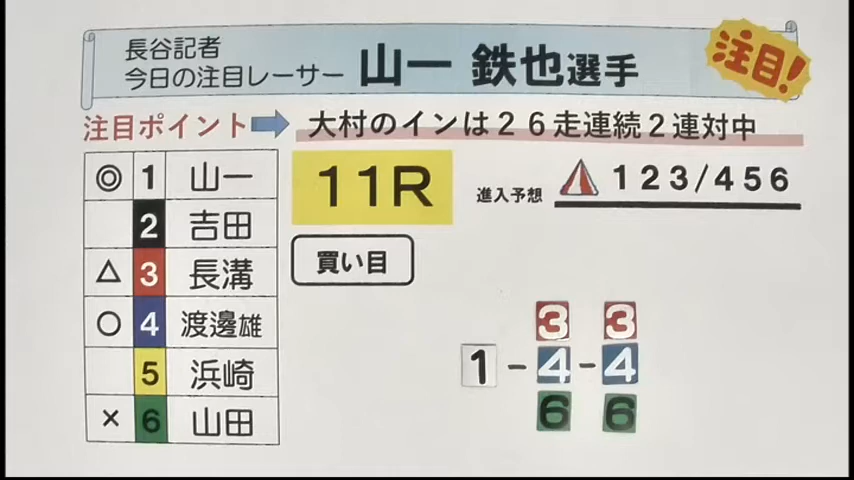 長谷記者
今日の注目レーサー 山一 鉄也選手
注目!
注目ポイント 大村のインは26走連続2連対中
◎ 1 山一
2 吉田
△ 3 長溝
○ 4 渡邊雄
5 浜崎
× 6 山田
11R
進入予想 123/456
買い目
3 3
1-4-4
6 6